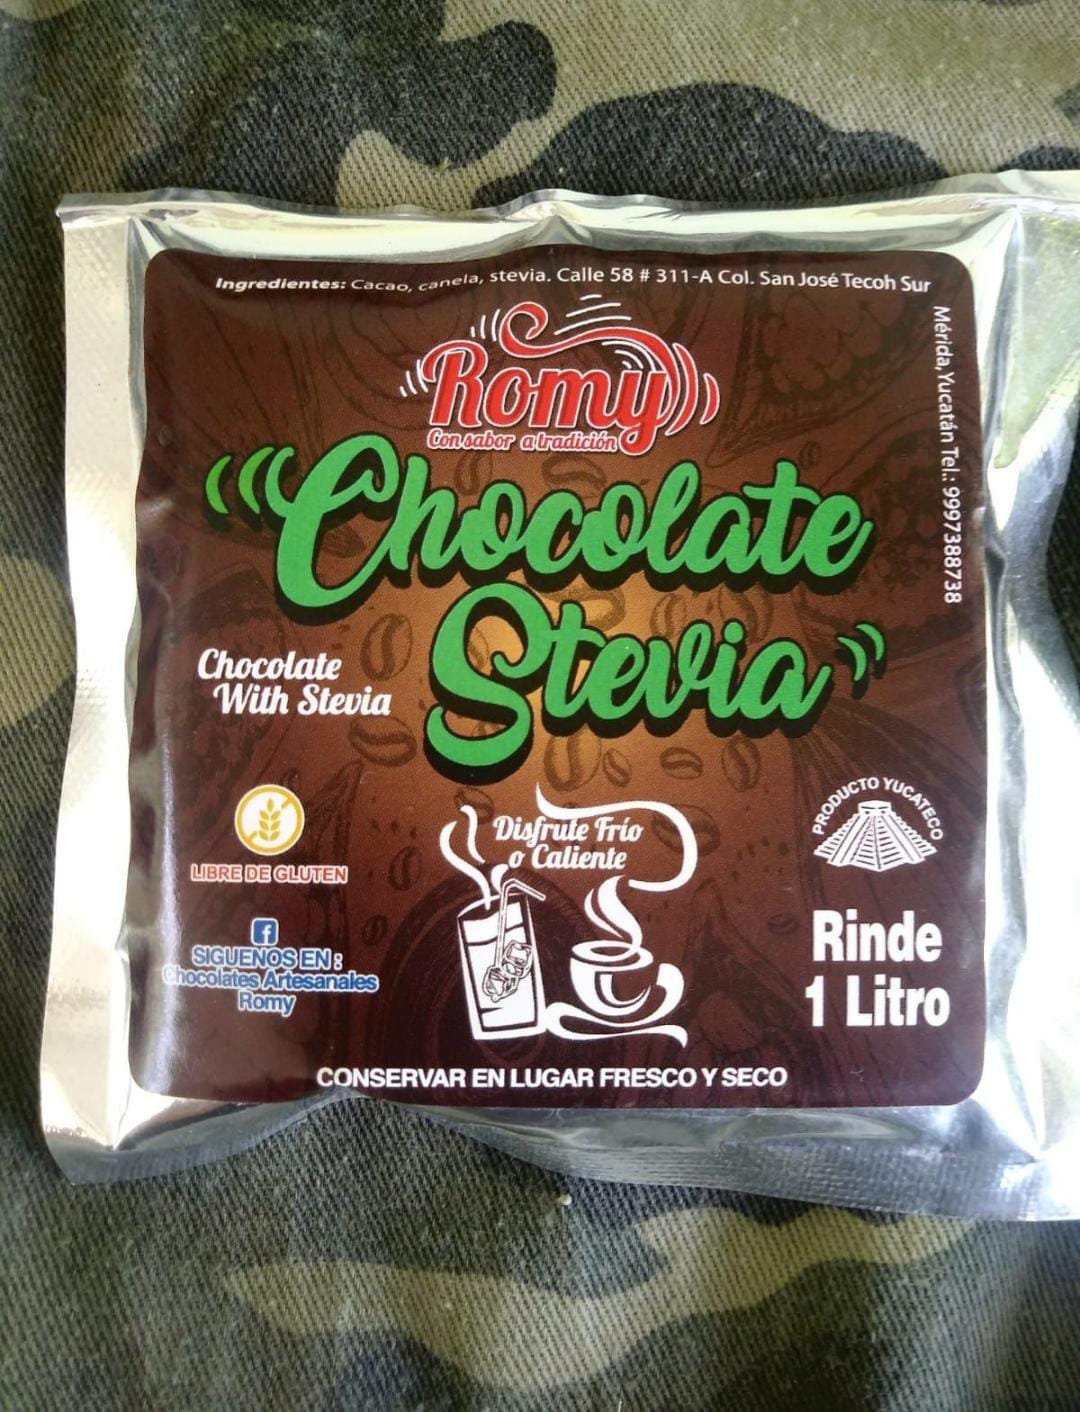 Ingredientes: Cacao, canela, stevia. Calle 58 # 311-A Col. San José Tecoh Sur
Mérida,Yucatán Tel.: 999738738
Romy
Con sabor a tradición
Chocolate
Stevia
Chocolate
With Stevia
LIBRE DE GLUTEN
f
SIGUENOS EN :
Chocolates Artesanales
Romy
Disfrute Frío
o Caliente
PRODUCTO YUCATECO
Rinde
1 Litro
CONSERVAR EN LUGAR FRESCO Y SECO